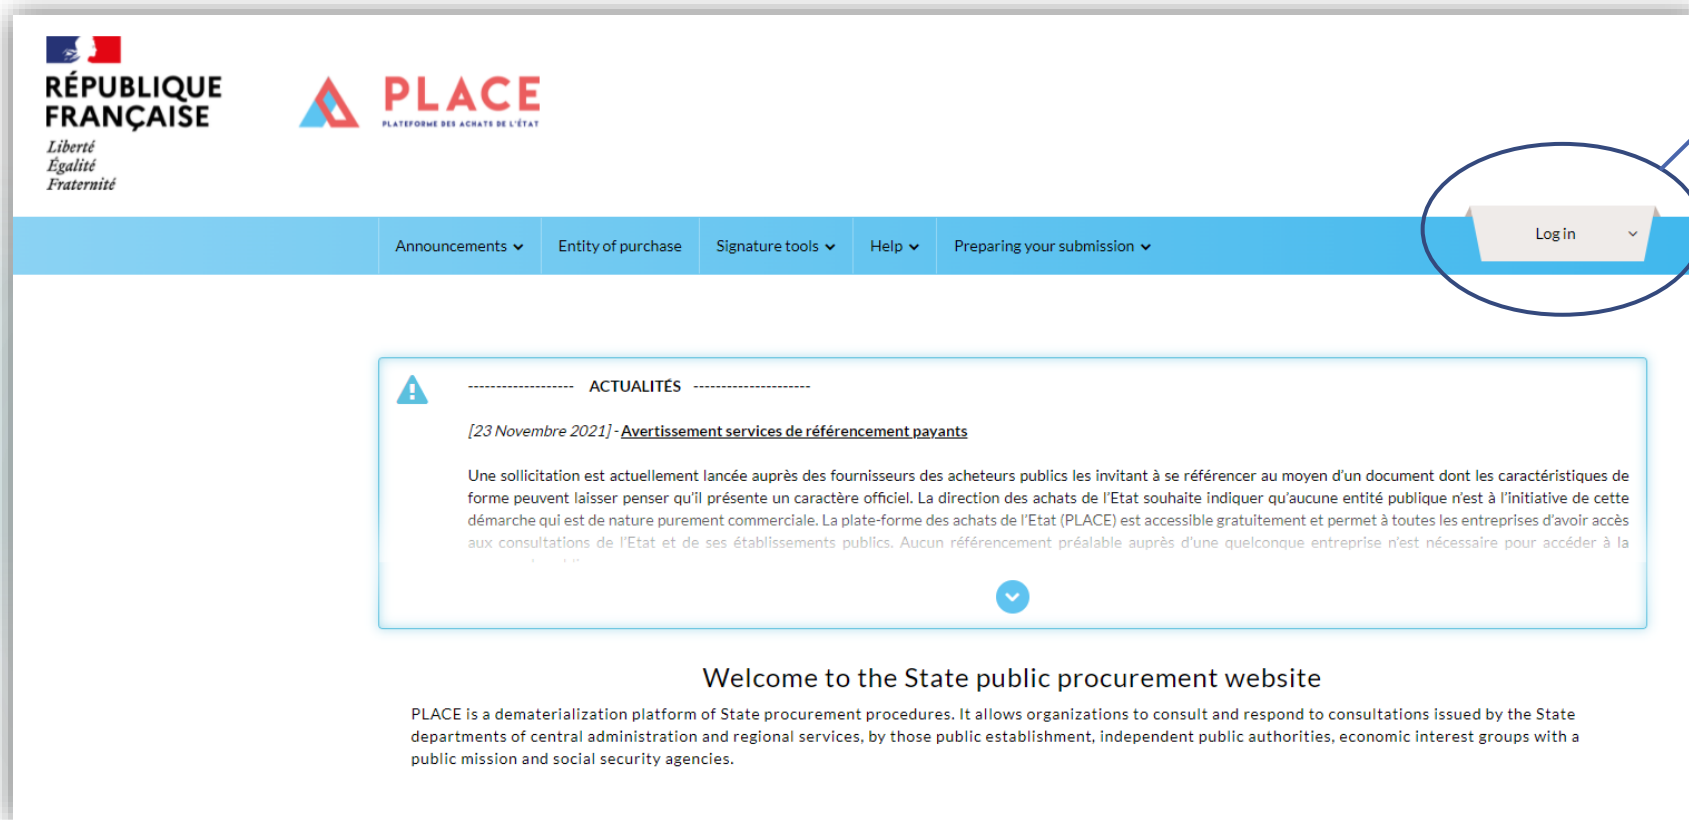 RÉPUBLIQUE
FRANÇAISE
Liberté
Égalité
Fraternité
PLACE
PLATEFORME DES ACHATS DE L'ÉTAT
Announcements
Entity of purchase
Signature tools
Help
Preparing your submission
Log in
------------------- ACTUALITÉS ---------------------
[23 Novembre 2021] - Avertissement services de référencement payants
Une sollicitation est actuellement lancée auprès des fournisseurs des acheteurs publics les invitant à se référencer au moyen d'un document dont les caractéristiques de
forme peuvent laisser penser qu'il présente un caractère officiel. La direction des achats de l'Etat souhaite indiquer qu'aucune entité publique n'est à l'initiative de cette
démarche qui est de nature purement commerciale. La plate-forme des achats de l'Etat (PLACE) est accessible gratuitement et permet à toutes les entreprises d'avoir accès
aux consultations de l'Etat et de ses établissements publics. Aucun référencement préalable auprès d'une quelconque entreprise n'est nécessaire pour accéder à la
Welcome to the State public procurement website
PLACE is a dematerialization platform of State procurement procedures. It allows organizations to consult and respond to consultations issued by the State
departments of central administration and regional services, by those public establishment, independent public authorities, economic interest groups with a
public mission and social security agencies.